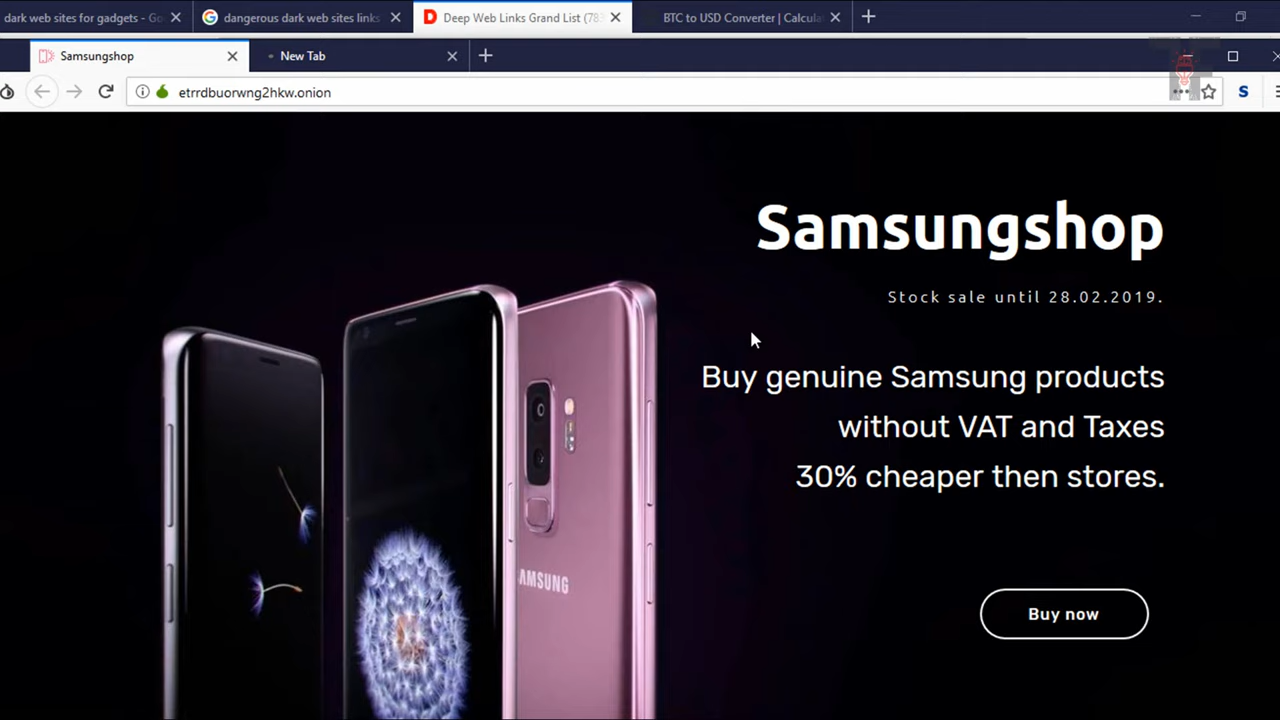 dark web sites for gadgets - Go
dangerous dark web sites links
Deep Web Links Grand List (783
BTC to USD Converter | Calcula
Samsungshop
New Tab
etrrdbuorwng2hkw.onion
S
Samsungshop
Stock sale until 28.02.2019.
Buy genuine Samsung products
without VAT and Taxes
30% cheaper then stores.
SAMSUNG
Buy now